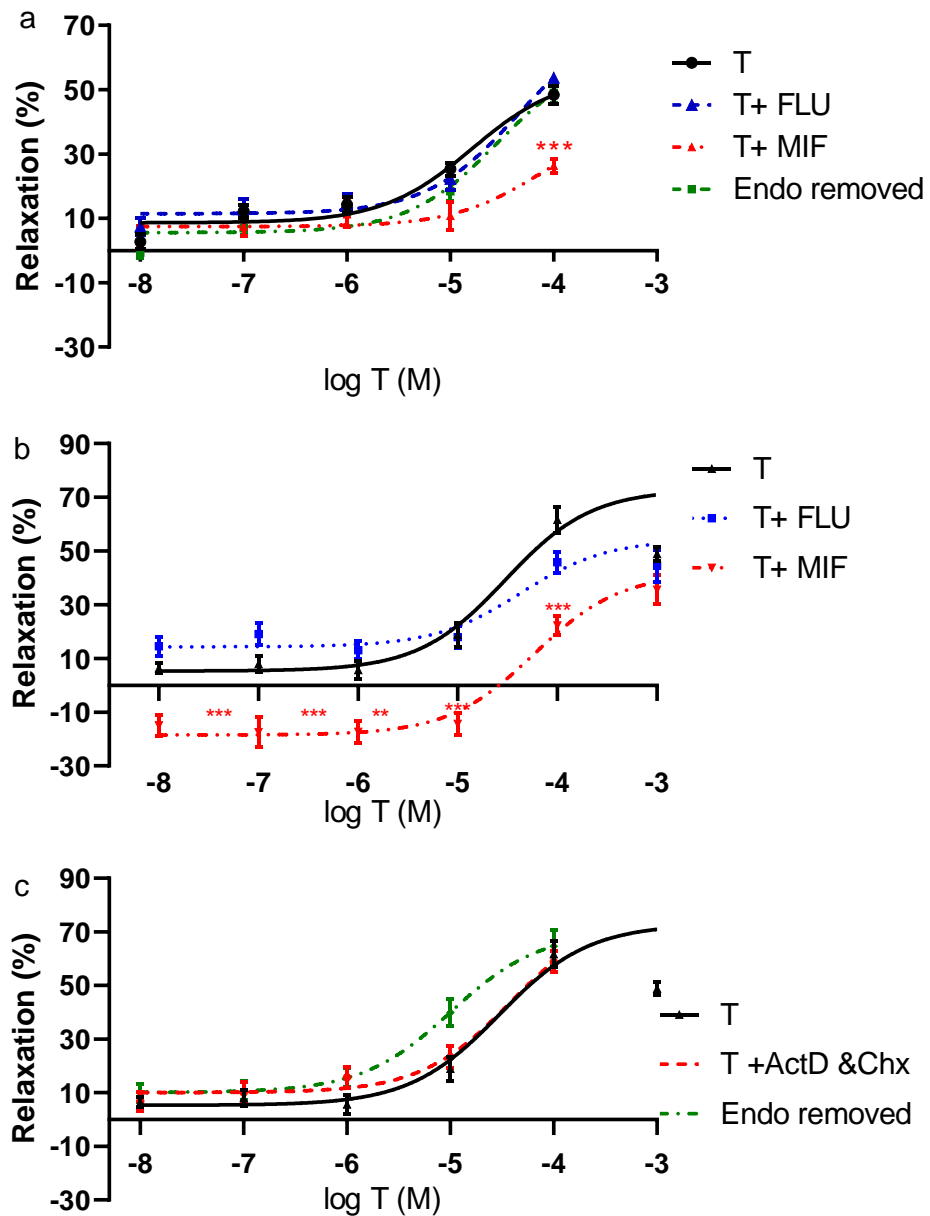 a
70
50
30
10
-10
-30
Relaxation (%)
-8 -7 -6 -5 -4 -3
log T (M)
***
T
T+ FLU
T+ MIF
Endo removed
b
90
70
50
30
10
-10
-30
Relaxation (%)
*** *** ** *** ***
-8 -7 -6 -5 -4 -3
log T (M)
T
T+ FLU
T+ MIF
c
90
70
50
30
10
-10
-30
Relaxation (%)
-8 -7 -6 -5 -4 -3
log T (M)
T
T +ActD &Chx
Endo removed